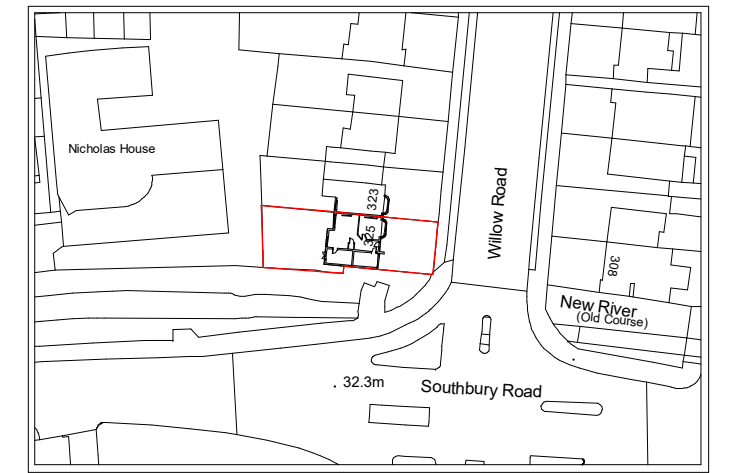 Nicholas House
323
325
Willow Road
308
New River
(Old Course)
32.3m
Southbury Road